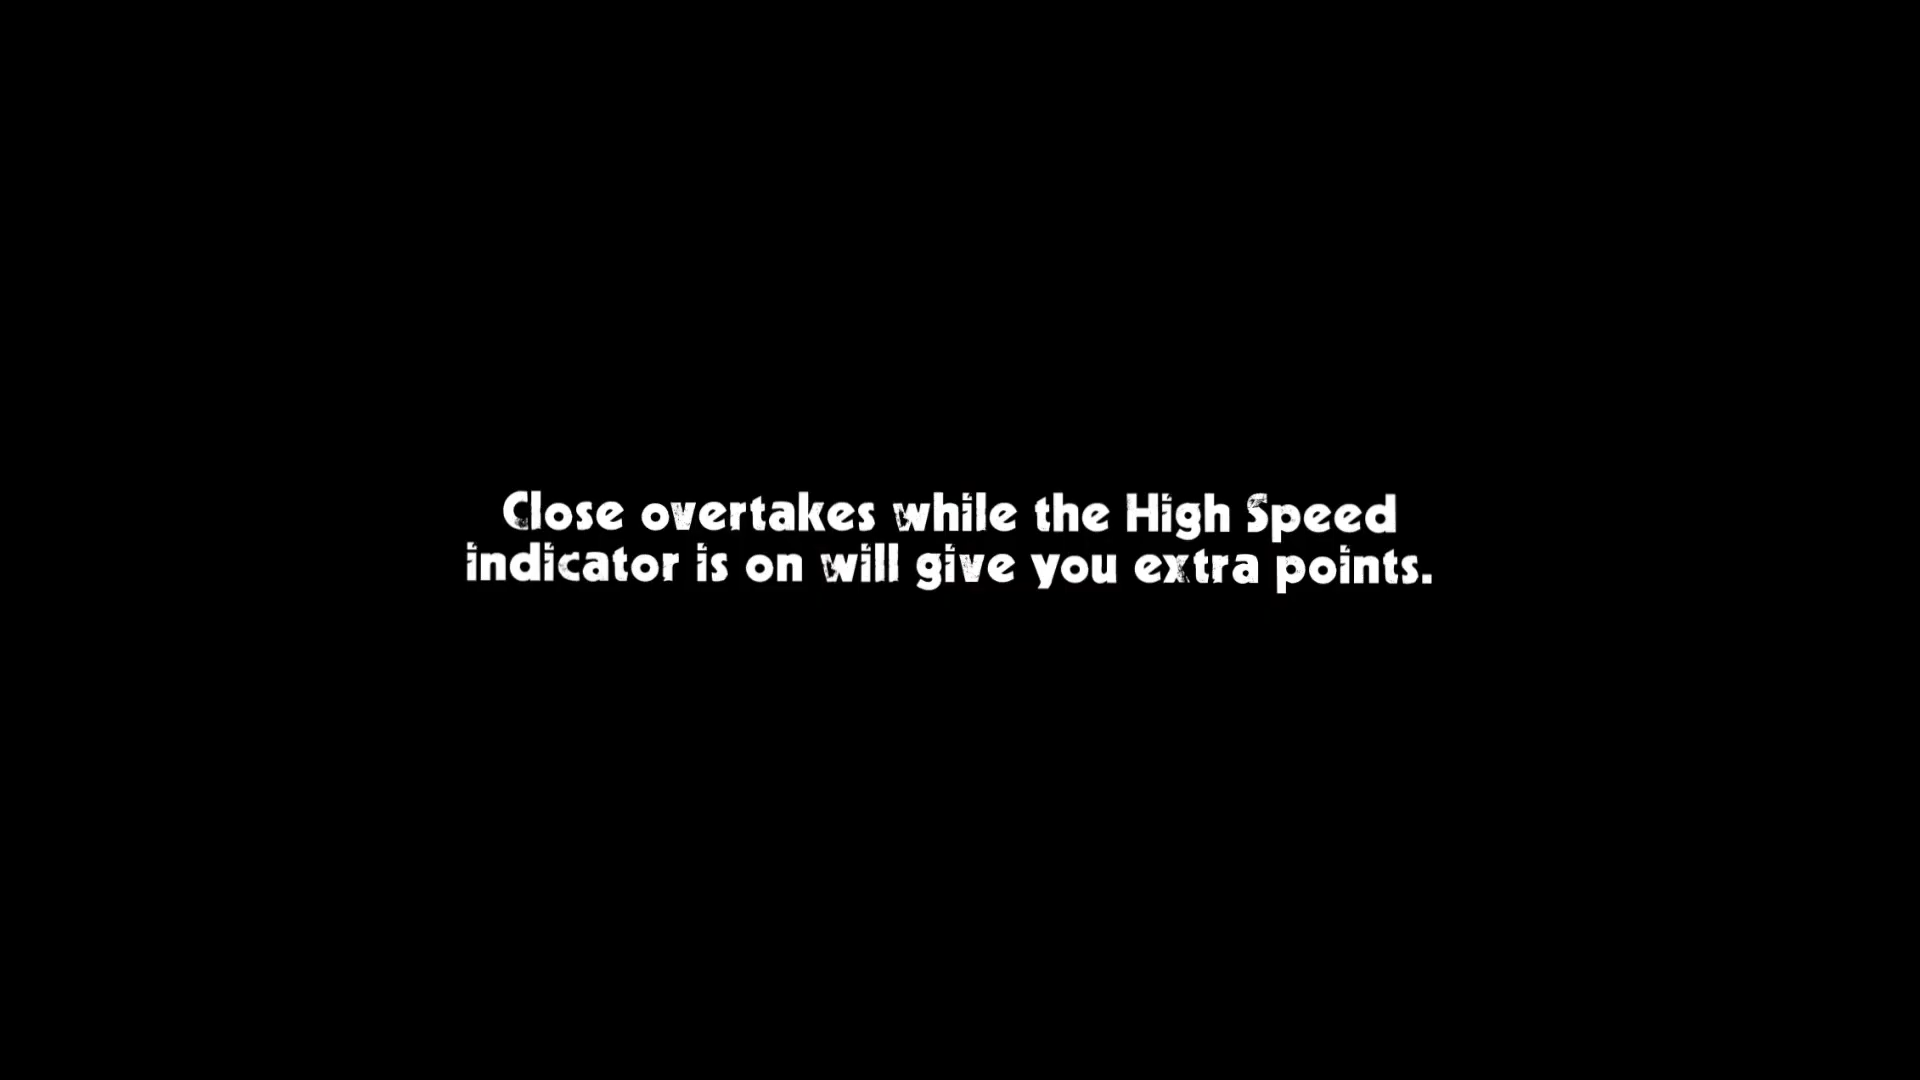 Close overtakes while the High Speed
indicator is on will give you extra points.